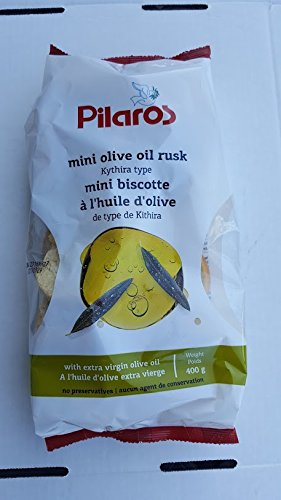 Pilaros
mini olive oil rusk
Kythira type
mini biscotte
à l'huile d'olive
de type de Kithira
with extra virgin olive oil
A l'huile d'olive extra vierge
Weight
Poids
400 g
no preservatives | aucun agent de conservation